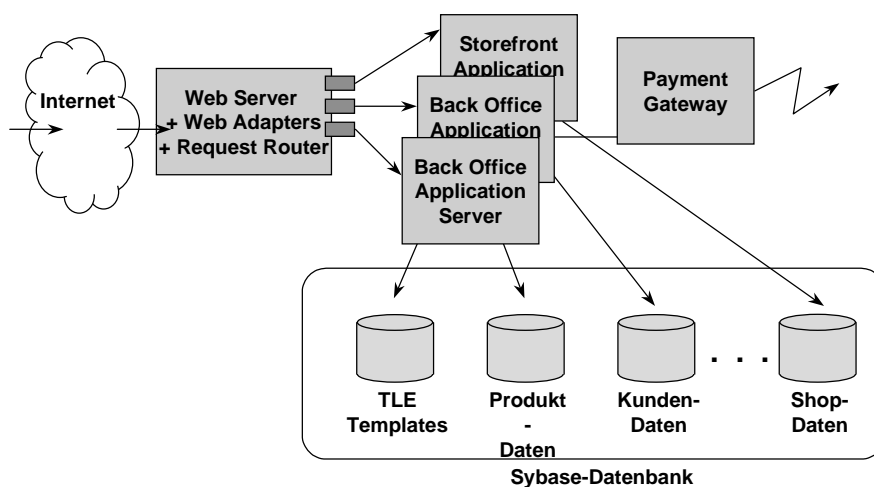 Internet
Web Server
+ Web Adapters
+ Request Router
Storefront
Application
Back Office
Application
Back Office
Application
Server
Payment
Gateway
TLE
Templates
Produkt
-
Daten
Kunden-
Daten
. . .
Shop-
Daten
Sybase-Datenbank